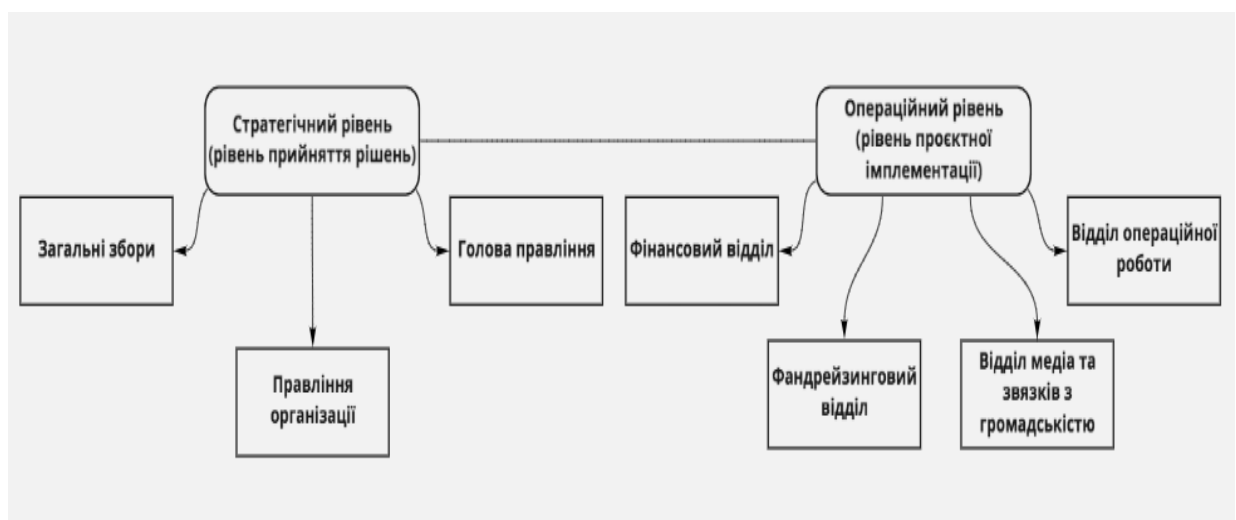 Стратегічний рівень
(рівень прийняття рішень)
Операційний рівень
(рівень проєктної
імплементації)
Загальні збори
Голова правління
Фінансовий відділ
Відділ операційної
роботи
Правління
організації
Фандрейзинговий
відділ
Відділ медіа та
звязків з
громадськістю